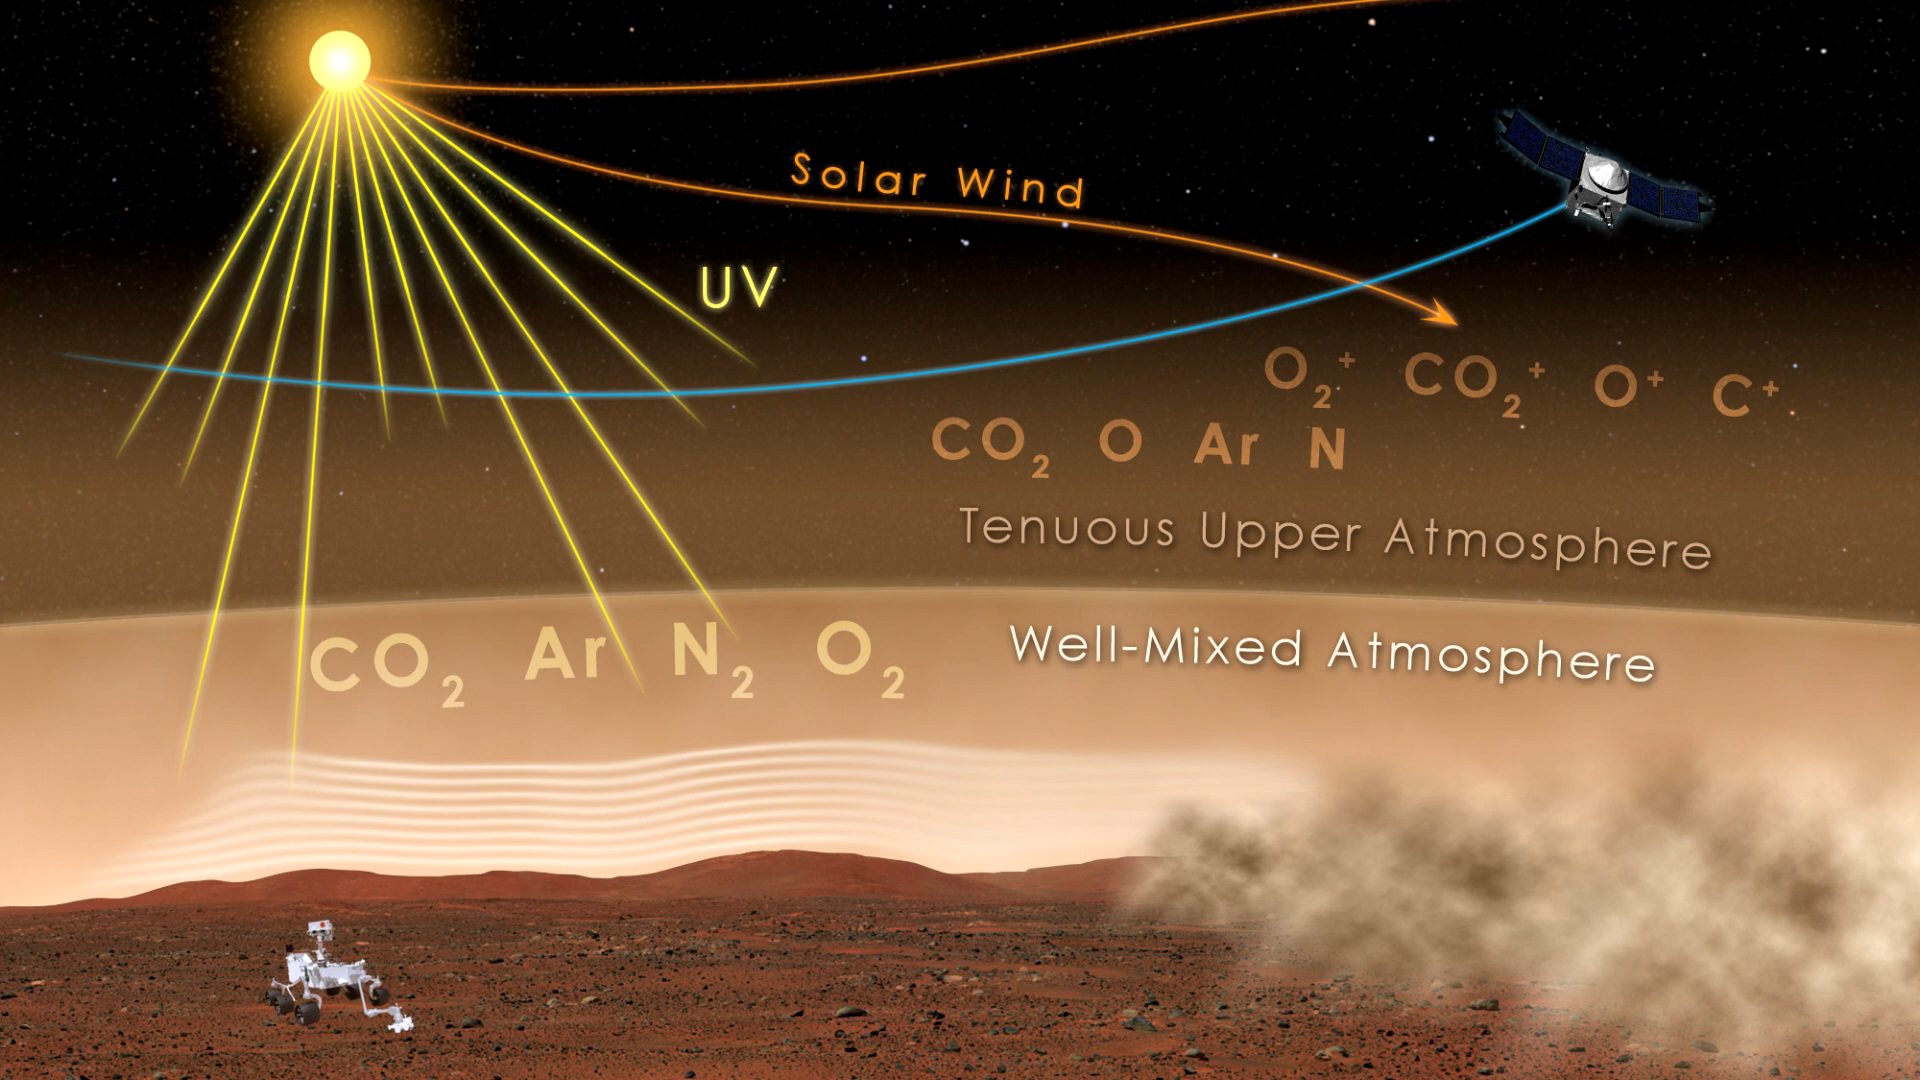 Solar Wind
UV
O₂⁺ CO₂⁺ O⁺ C⁺
CO₂ O Ar N
Tenuous Upper Atmosphere
CO₂ Ar N₂ O₂
Well-Mixed Atmosphere